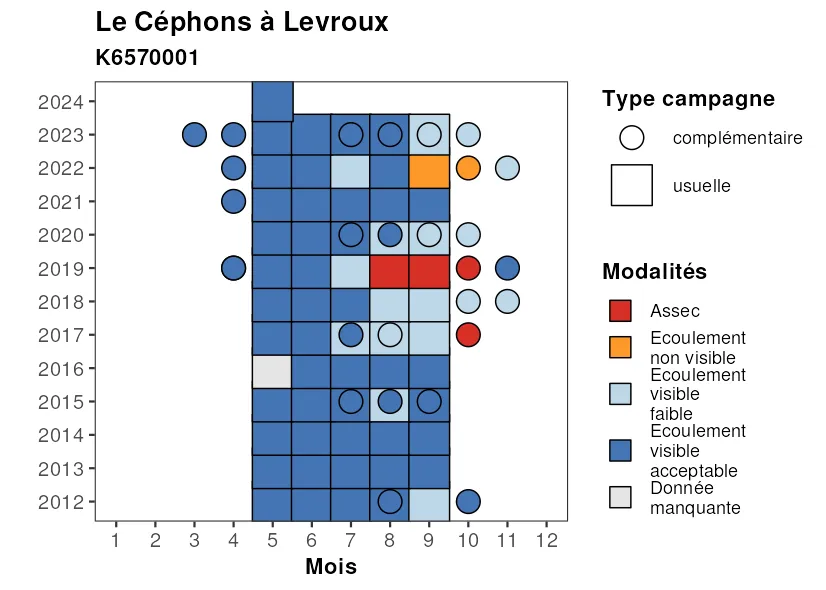 Le Céphons à Levroux
K6570001
2024
2023
2022
2021
2020
2019
2018
2017
2016
2015
2014
2013
2012
1 2 3 4 5 6 7 8 9 10 11 12
Mois
Type campagne
complémentaire
usuelle
Modalités
Assec
Ecoulement
non visible
Ecoulement
visible
faible
Ecoulement
visible
acceptable
Donnée
manquante